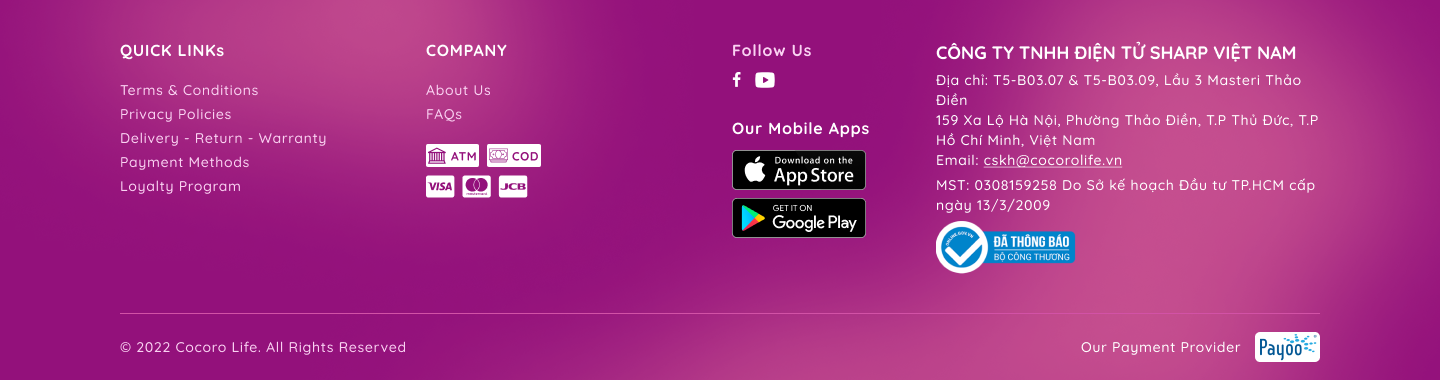 QUICK LINKs
Terms & Conditions
Privacy Policies
Delivery - Return - Warranty
Payment Methods
Loyalty Program
COMPANY
About Us
FAQs
ATM
COD
VISA
JCB
Follow Us
Our Mobile Apps
Download on the
App Store
GET IT ON
Google Play
CÔNG TY TNHH ĐIỆN TỬ SHARP VIỆT NAM
Địa chỉ: T5-B03.07 & T5-B03.09, Lầu 3 Masteri Thảo
Điền
159 Xa Lộ Hà Nội, Phường Thảo Điền, T.P Thủ Đức, T.P
Hồ Chí Minh, Việt Nam
Email: cskh@cocorolife.vn
MST: 0308159258 Do Sở kế hoạch Đầu tư TP.HCM cấp
ngày 13/3/2009
ONLINE.GOV.VN
ĐÃ THÔNG BÁO
BỘ CÔNG THƯƠNG
© 2022 Cocoro Life. All Rights Reserved
Our Payment Provider
Payoo